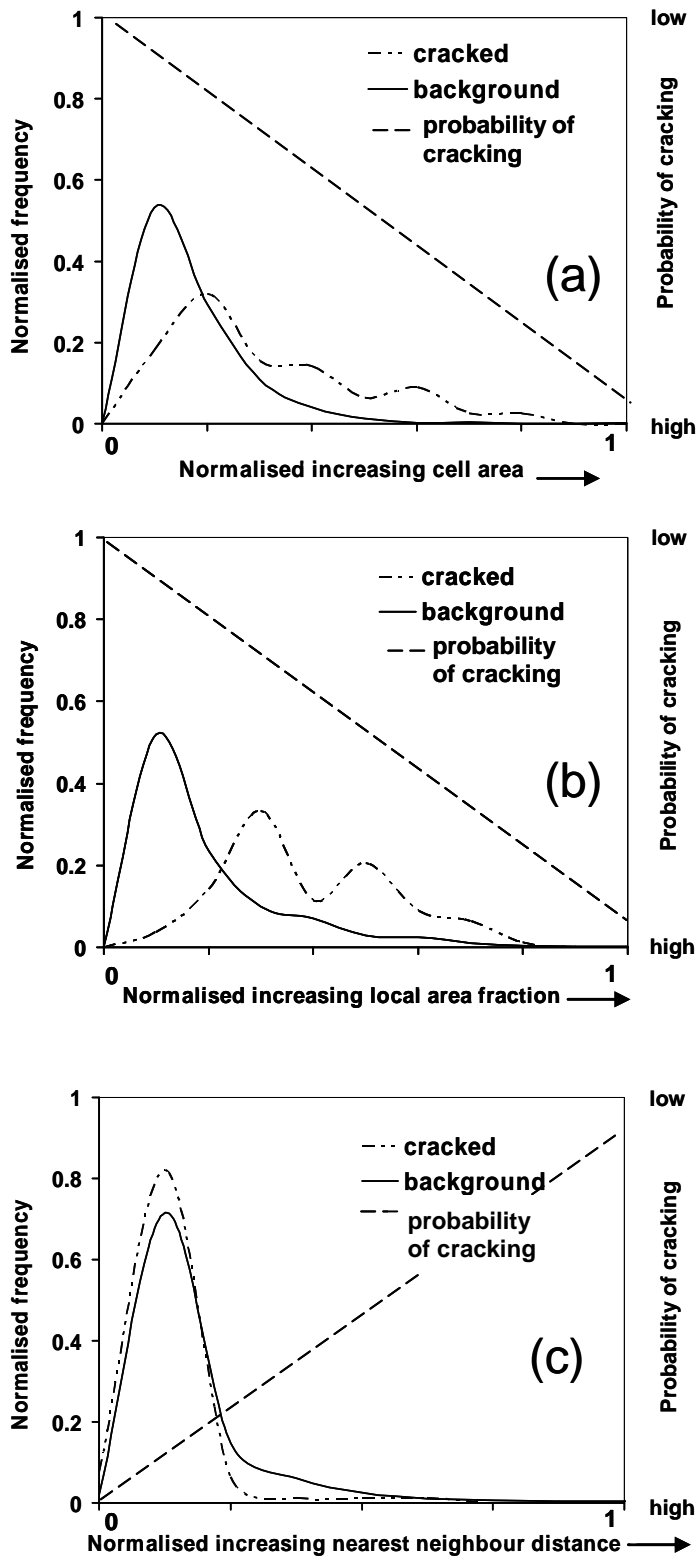 1
0.8
0.6
0.4
0.2
0
Normalised frequency
cracked
background
probability of
cracking
(a)
low
Probability of cracking
high
0
1
Normalised increasing cell area
1
0.8
0.6
0.4
0.2
0
Normalised frequency
cracked
background
probability
of cracking
(b)
low
Probability of cracking
high
0
1
Normalised increasing local area fraction
1
0.8
0.6
0.4
0.2
0
Normalised frequency
cracked
background
probability
of cracking
(c)
low
Probability of cracking
high
0
1
Normalised increasing nearest neighbour distance